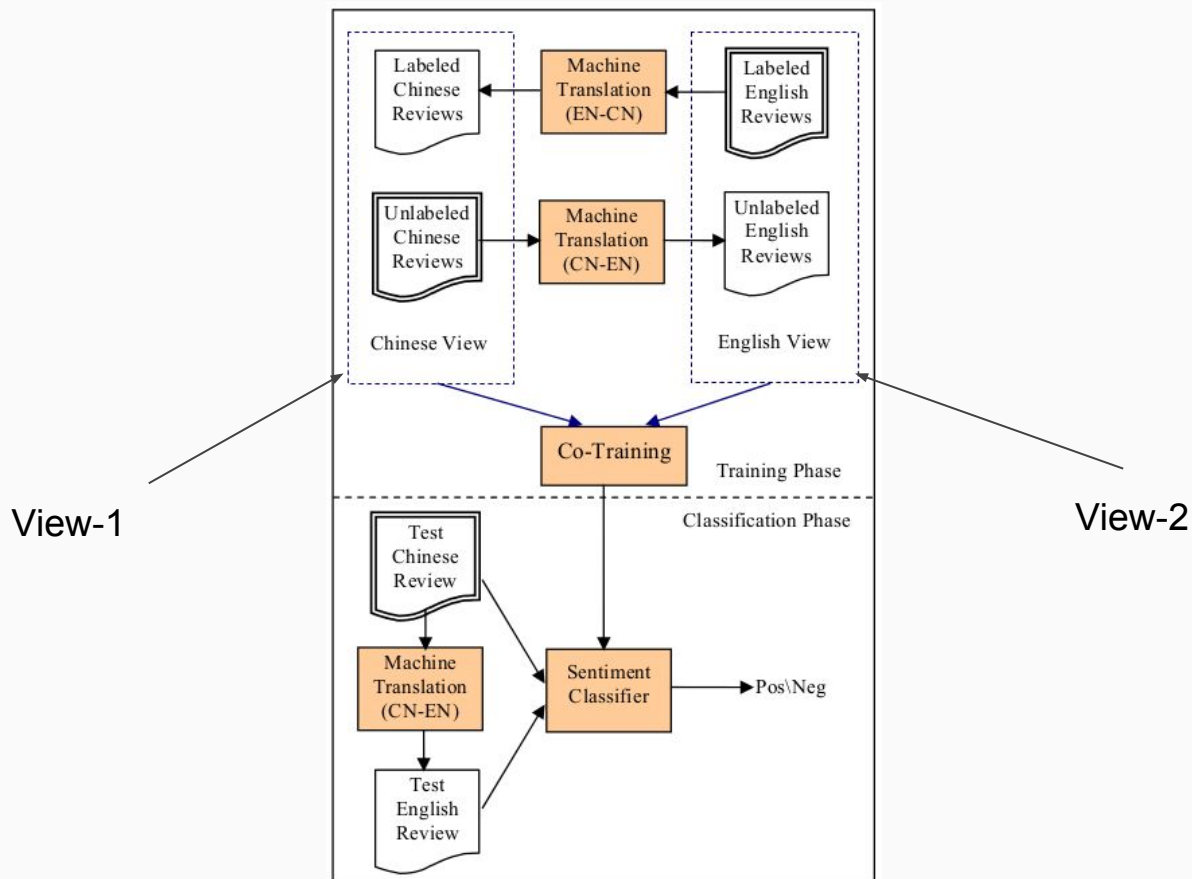 Labeled
Chinese
Reviews
Machine
Translation
(EN-CN)
Labeled
English
Reviews
Unlabeled
Chinese
Reviews
Machine
Translation
(CN-EN)
Unlabeled
English
Reviews
Chinese View
English View
Co-Training
Training Phase
View-1
View-2
Classification Phase
Test
Chinese
Review
Machine
Translation
(CN-EN)
Sentiment
Classifier
Pos\Neg
Test
English
Review